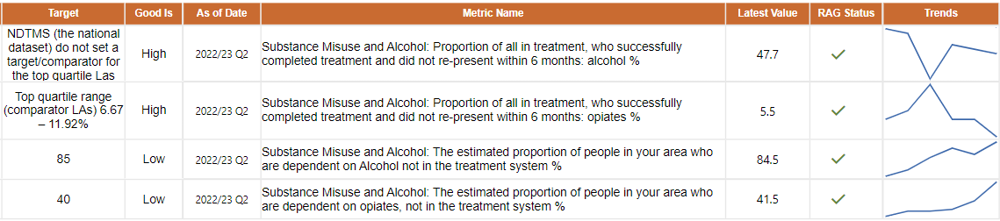 Target Good Is As of Date Metric Name Latest Value RAG Status Trends
NDTMS (the national
dataset) do not set a
target/comparator for
the top quartile Las
High
2022/23 Q2
Substance Misuse and Alcohol: Proportion of all in treatment, who successfully
completed treatment and did not re-present within 6 months: alcohol %
47.7
Top quartile range
(comparator LAs) 6.67
– 11.92%
High
2022/23 Q2
Substance Misuse and Alcohol: Proportion of all in treatment, who successfully
completed treatment and did not re-present within 6 months: opiates %
5.5
85
Low
2022/23 Q2
Substance Misuse and Alcohol: The estimated proportion of people in your area who
are dependent on Alcohol not in the treatment system %
84.5
40
Low
2022/23 Q2
Substance Misuse and Alcohol: The estimated proportion of people in your area who
are dependent on opiates, not in the treatment system %
41.5